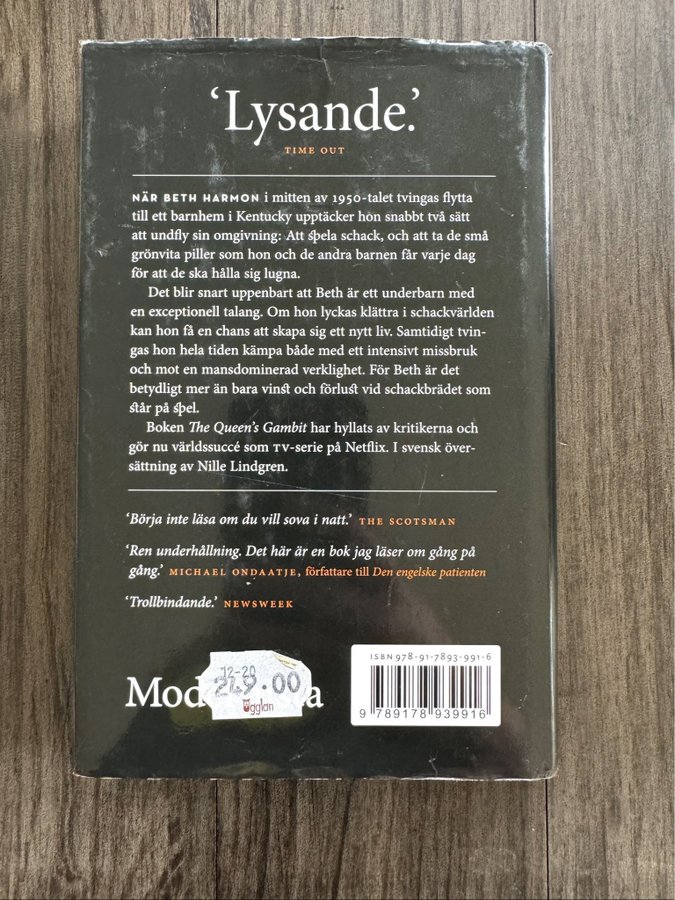 ‘Lysande.’
TIME OUT
NÄR BETH HARMON i mitten av 1950-talet tvingas flytta
till ett barnhem i Kentucky upptäcker hon snabbt två sätt
att undfly sin omgivning: Att spela schack, och att ta de små
grönvita piller som hon och de andra barnen får varje dag
för att de ska hålla sig lugna.
Det blir snart uppenbart att Beth är ett underbarn med
en exceptionell talang. Om hon lyckas klättra i schackvärlden
kan hon få en chans att skapa sig ett nytt liv. Samtidigt tvin-
gas hon hela tiden kämpa både med ett intensivt missbruk
och mot en mansdominerad verklighet. För Beth är det
betydligt mer än bara vinst och förlust vid schackbrädet som
står på spel.
Boken The Queen’s Gambit har hyllats av kritikerna och
gör nu världssuccé som TV-serie på Netflix. I svensk över-
sättning av Nille Lindgren.
‘Börja inte läsa om du vill sova i natt.’ THE SCOTSMAN
‘Ren underhållning. Det här är en bok jag läser om gång på
gång.’ MICHAEL ONDAATJE, författare till Den engelske patienten
‘Trollbindande.’ NEWSWEEK
ISBN 978-91-7893-991-6
12-20
249.00
Ugglan
Mod a
9 789178 939916